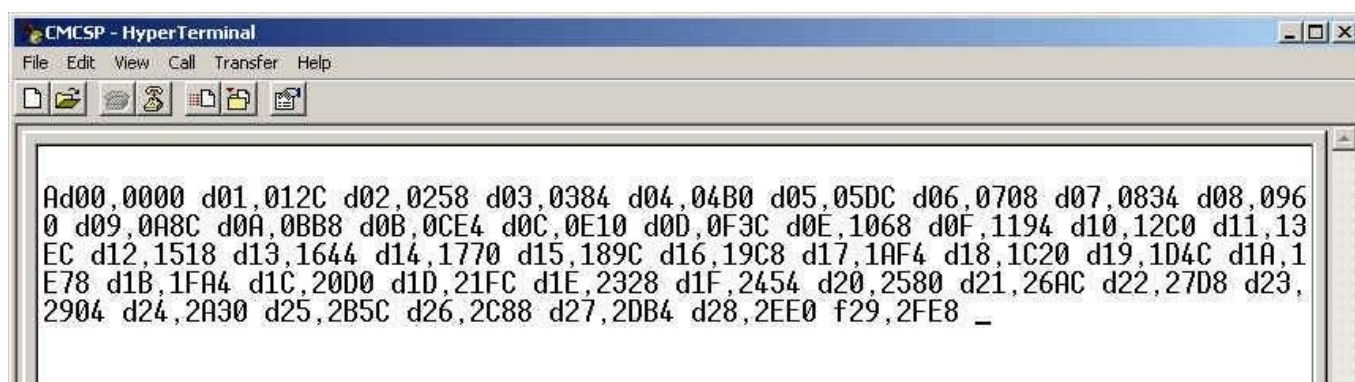 CMCSP - HyperTerminal
File Edit View Call Transfer Help
Ad00,0000 d01,012C d02,0258 d03,0384 d04,04B0 d05,05DC d06,0708 d07,0834 d08,096
0 d09,0A8C d0A,0BB8 d0B,0CE4 d0C,0E10 d0D,0F3C d0E,1068 d0F,1194 d10,12C0 d11,13
EC d12,1518 d13,1644 d14,1770 d15,189C d16,19C8 d17,1AF4 d18,1C20 d19,1D4C d1A,1
E78 d1B,1FA4 d1C,20D0 d1D,21FC d1E,2328 d1F,2454 d20,2580 d21,26AC d22,27D8 d23,
2904 d24,2A30 d25,2B5C d26,2C88 d27,2DB4 d28,2EE0 f29,2FE8 _